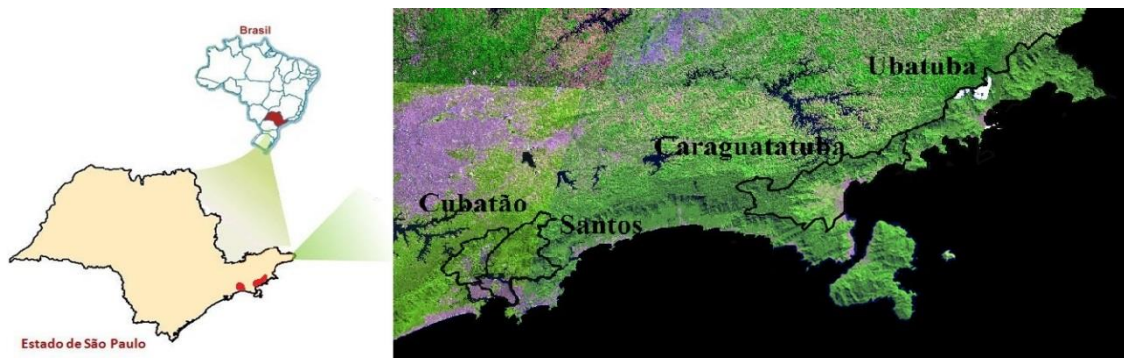 Brasil
Estado de São Paulo
Ubatuba
Caraguatatuba
Cubatão
Santos